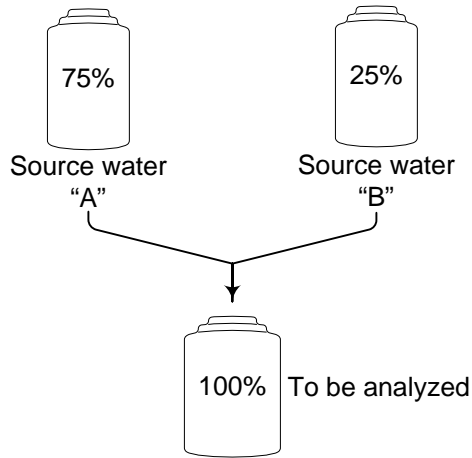 75%
25%
Source water
“A”
Source water
“B”
100%
To be analyzed